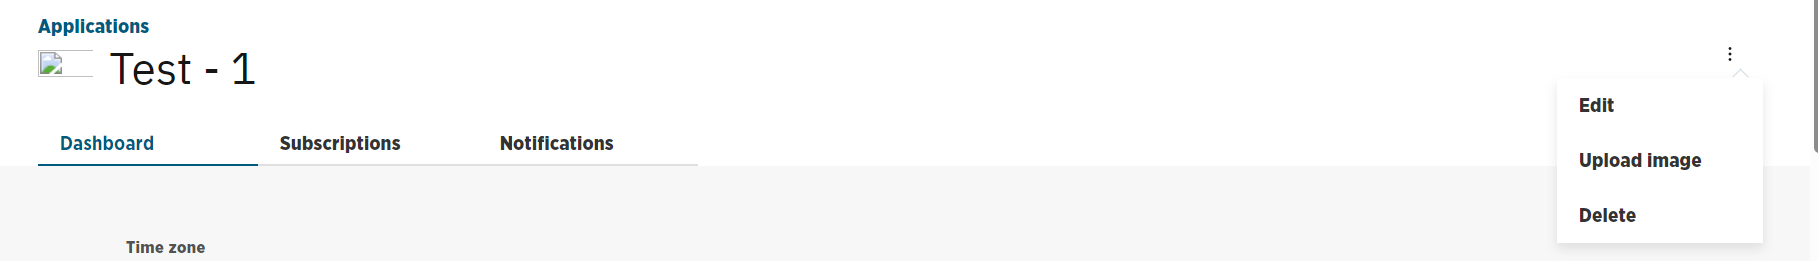 Applications
Test - 1
Dashboard
Subscriptions
Notifications
Edit
Upload image
Delete
Time zone